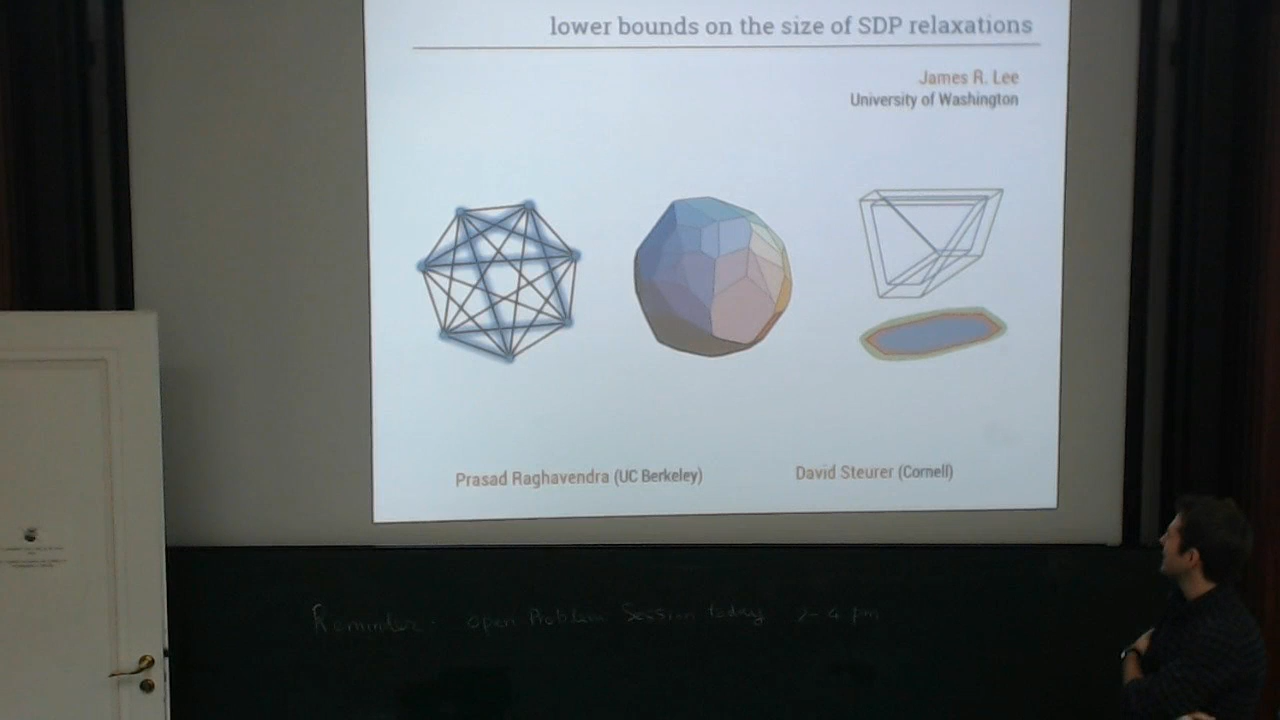 lower bounds on the size of SDP relaxations
James R. Lee
University of Washington
Prasad Raghavendra (UC Berkeley)
David Steurer (Cornell)
Reminder: open Problem Session today 2-4 pm